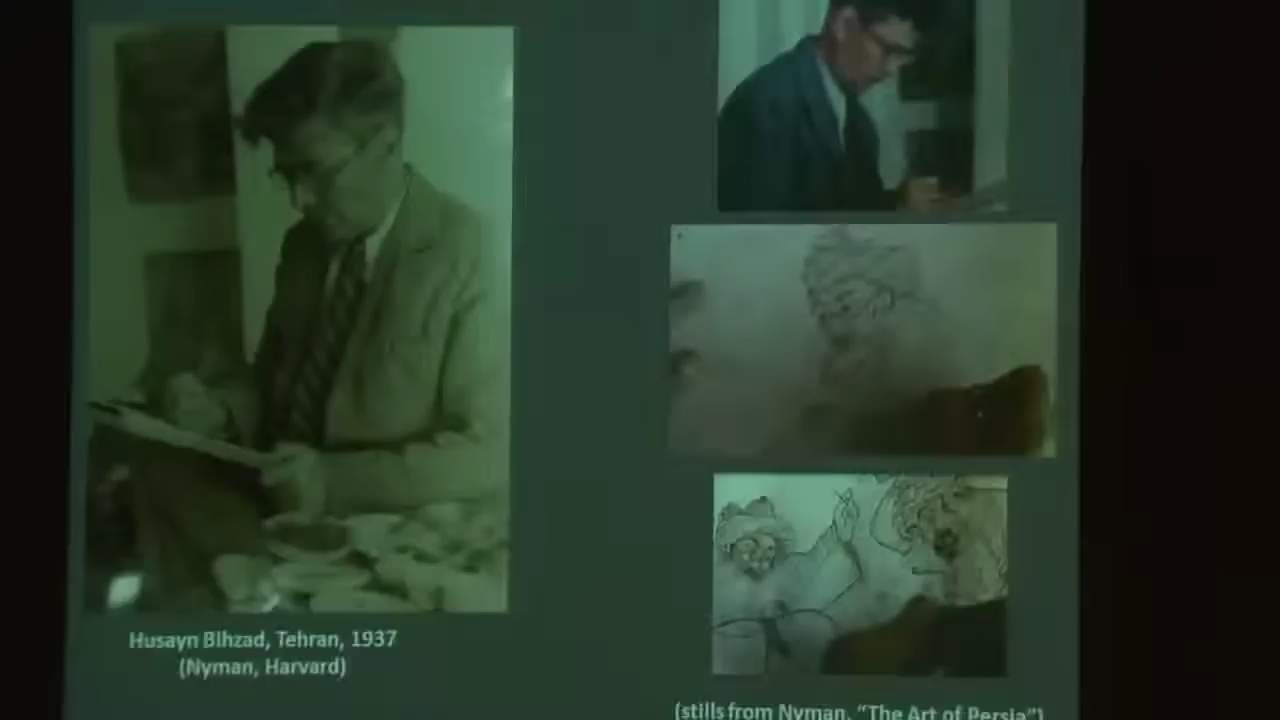 Husayn Bihzad, Tehran, 1937
(Nyman, Harvard)
(stills from Nyman, "The Art of Persia")